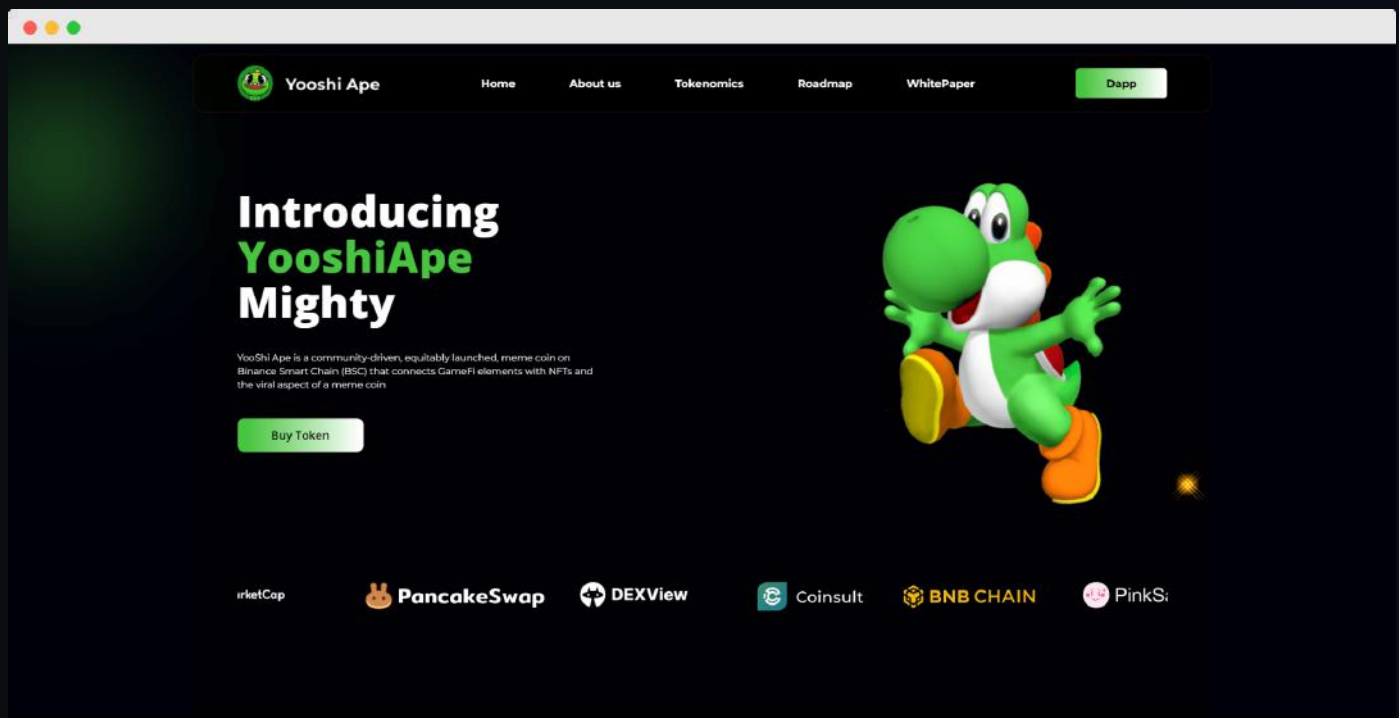 Yooshi Ape
Home
About us
Tokenomics
Roadmap
WhitePaper
Dapp
Introducing
YooshiApe
Mighty
YooShi Ape is a community-driven, equitably launched, meme coin on
Binance Smart Chain (BSC) that connects GameFi elements with NFTs and
the viral aspect of a meme coin
Buy Token
rketCap
PancakeSwap
DEXView
Coinsult
BNB CHAIN
PinkS